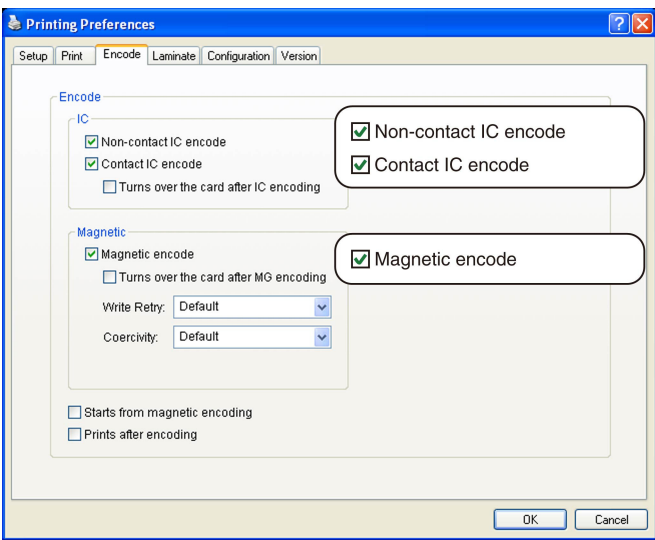 Printing Preferences
Setup Print Encode Laminate Configuration Version
Encode
IC
Non-contact IC encode
Contact IC encode
Turns over the card after IC encoding
Non-contact IC encode
Contact IC encode
Magnetic
Magnetic encode
Turns over the card after MG encoding
Write Retry: Default
Coercivity: Default
Magnetic encode
Starts from magnetic encoding
Prints after encoding
OK Cancel